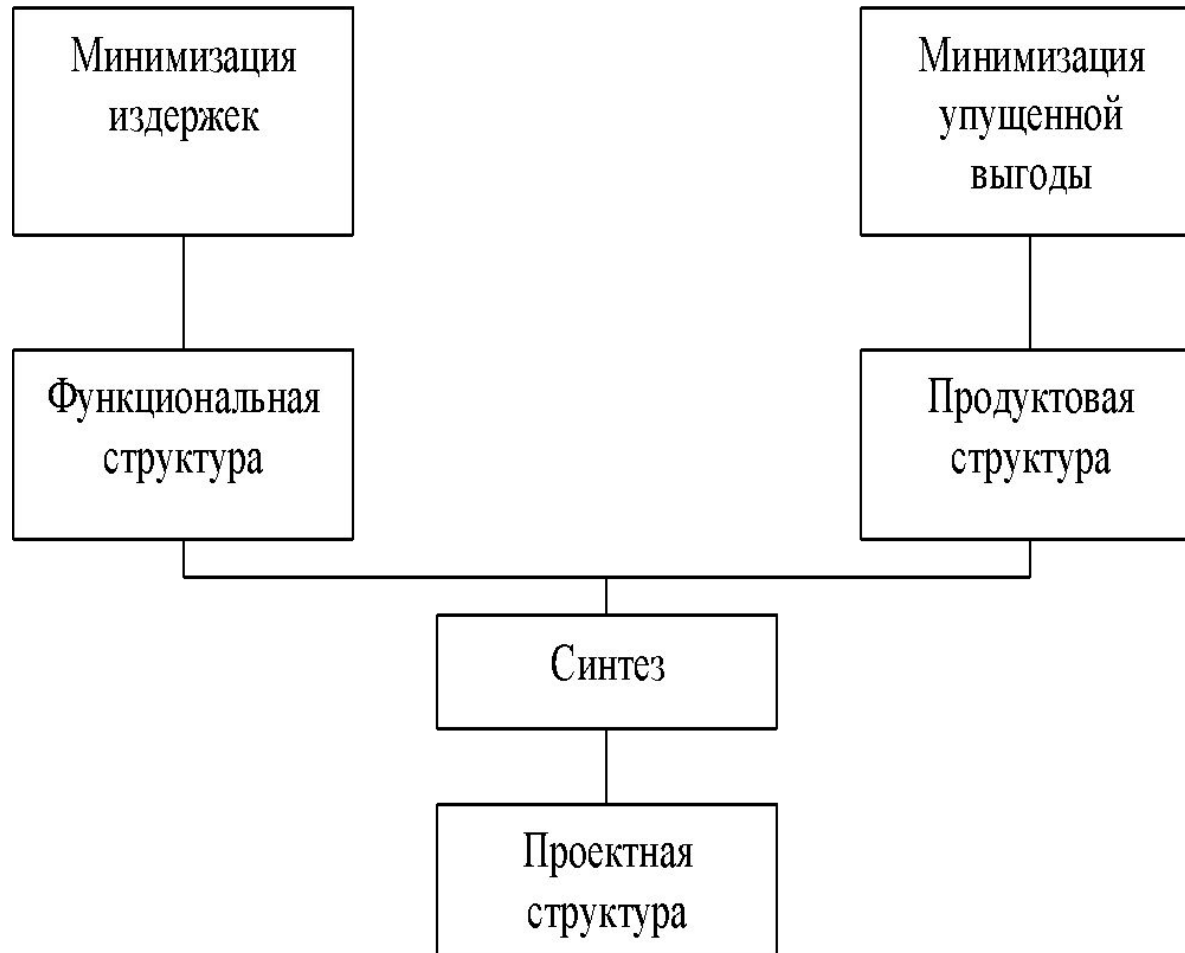 Минимизация
издержек
Минимизация
упущенной
выгоды
Функциональная
структура
Продуктовая
структура
Синтез
Проектная
структура